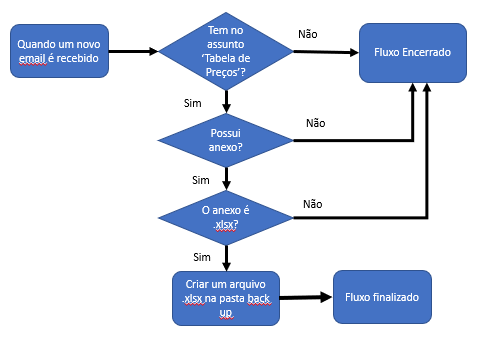 Quando um novo
email é recebido
Tem no
assunto
‘Tabela de
Preços’?
Não
Fluxo Encerrado
Sim
Possui
anexo?
Não
Sim
O anexo é
.xlsx?
Não
Sim
Criar um arquivo
.xlsx na pasta back
up
Fluxo finalizado